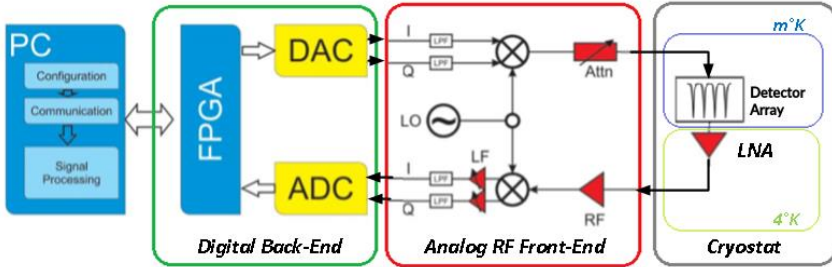 PC
Configuration
Communication
Signal
Processing
FPGA
DAC
ADC
Digital Back-End
I
LPF
Q
LPF
Attn
LO
LF
I
LPF
Q
LPF
RF
Analog RF Front-End
m°K
Detector
Array
LNA
4°K
Cryostat